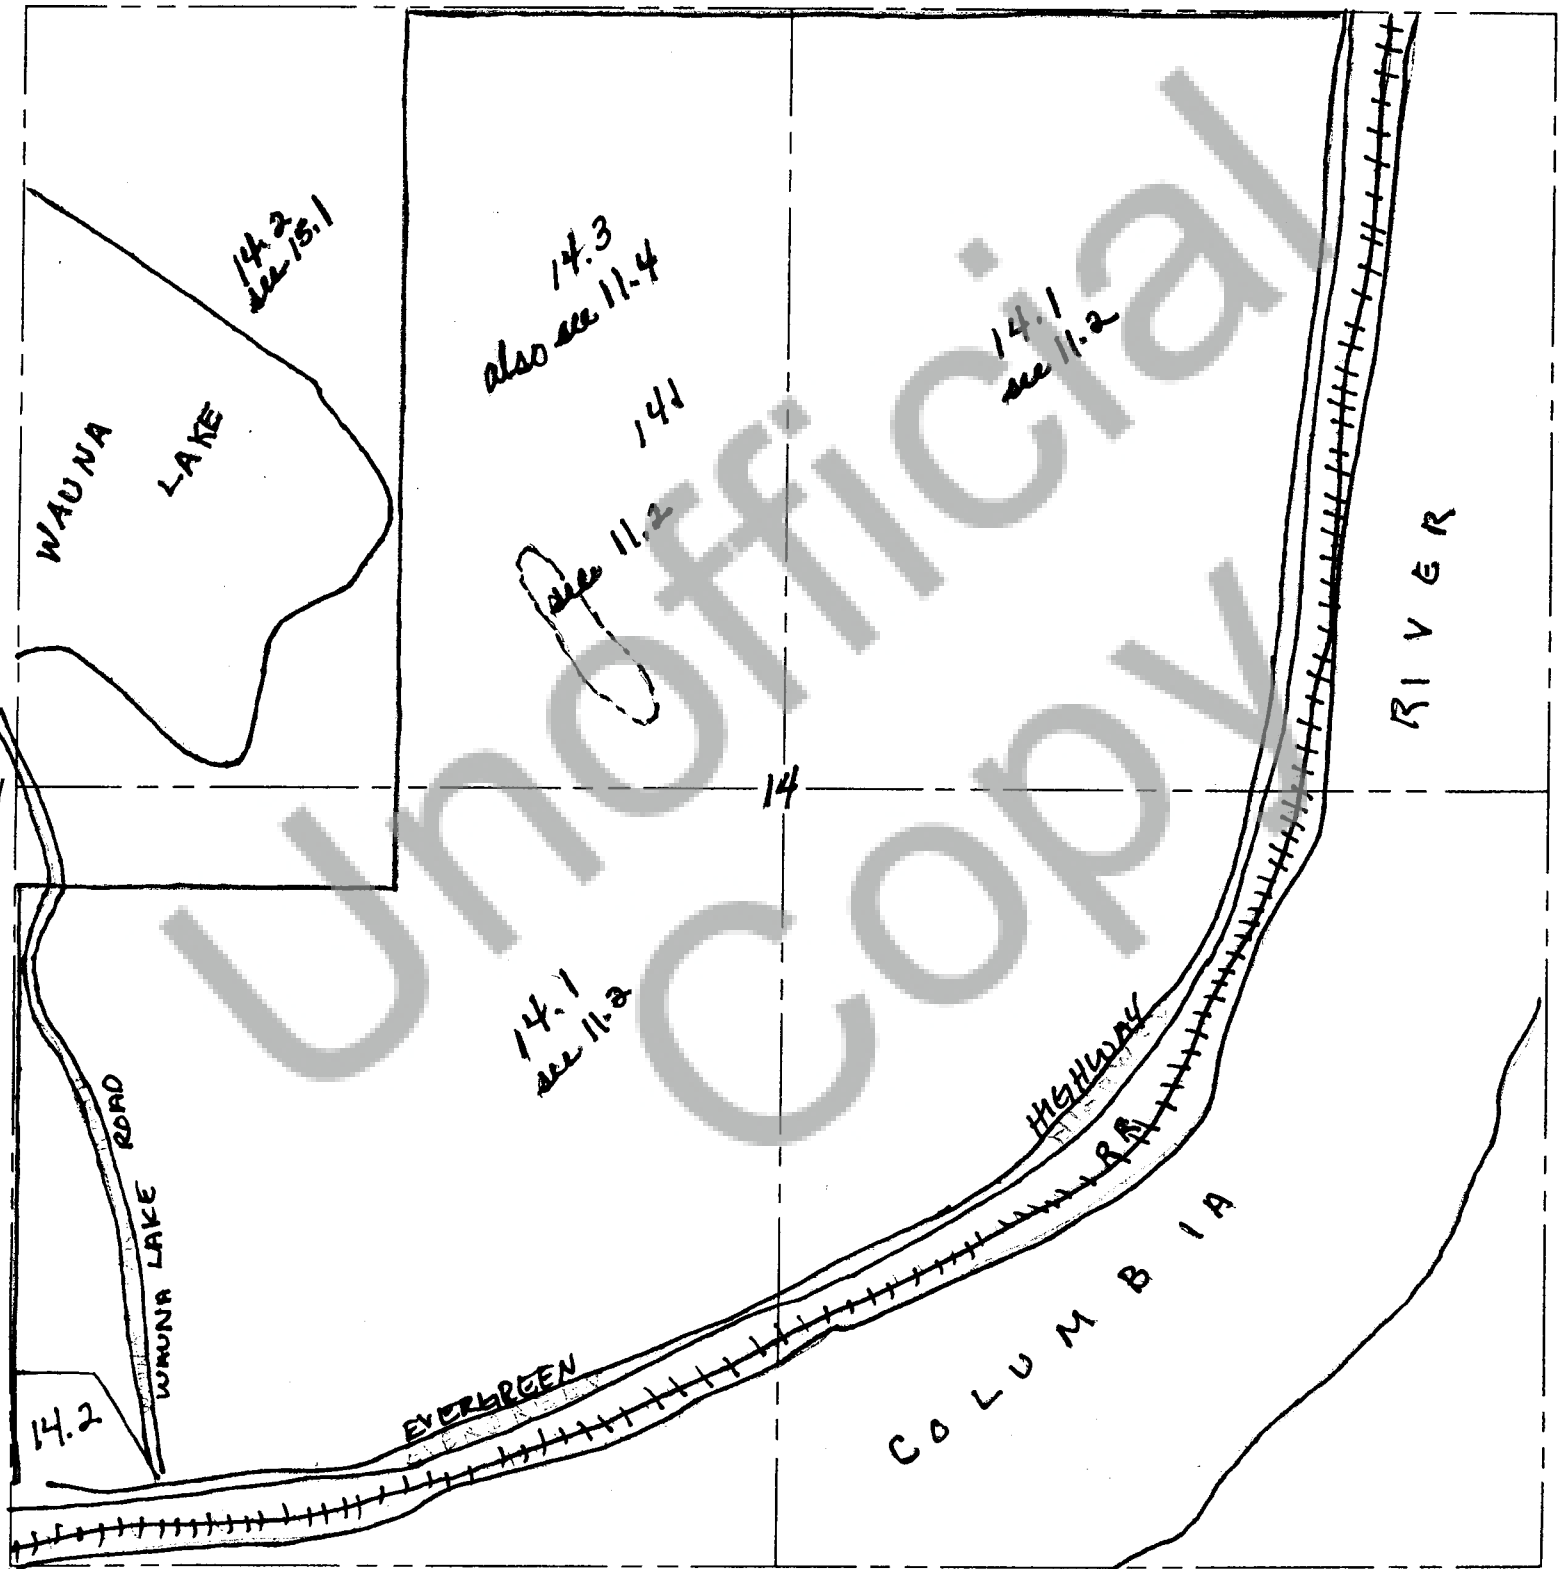 14.2
see 15.1
14.3
also see 11.4
14.1
see 11.2
141
see 11.2
WAUNA
LAKE
RIVER
14
14.1
see 11.2
HIGHWAY
RR
WAUNA LAKE ROAD
COLUMBIA
EVERGREEN
14.2
Unofficial
Copy